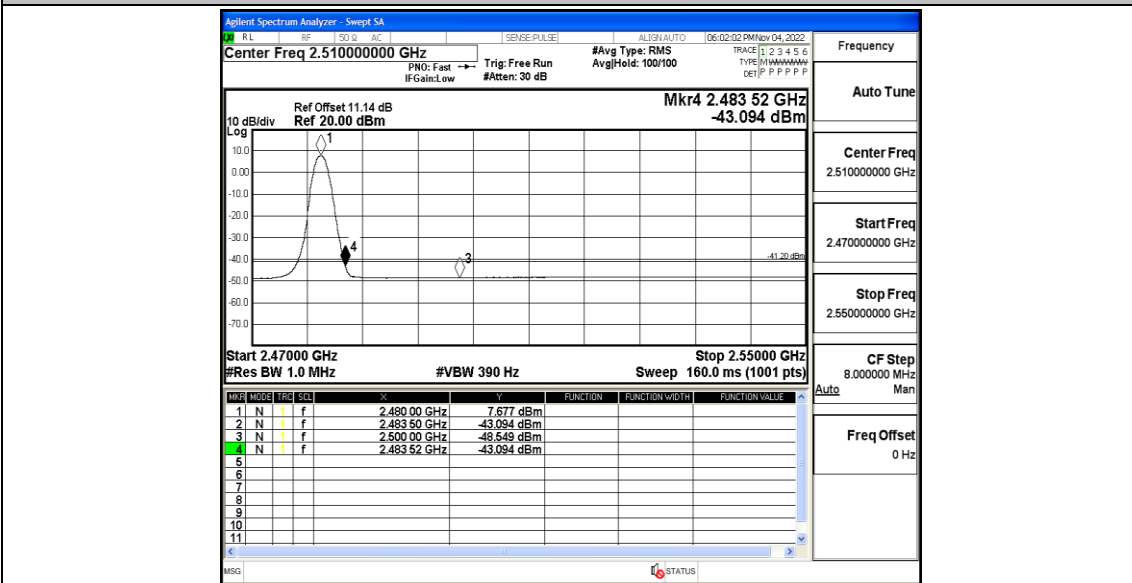 Agilent Spectrum Analyzer - Swept SA
RL RF 50 Ω AC SENSE:PULSE ALIGNAUTO 06:02:02 PM Nov 04, 2022
Center Freq 2.510000000 GHz
PNO: Fast
IFGain:Low
Trig: Free Run
#Atten: 30 dB
#Avg Type: RMS
Avg|Hold: 100/100
TRACE 1 2 3 4 5 6
TYPE M WWWWW
DET P P P P P P
Frequency
Auto Tune
Center Freq
2.510000000 GHz
Start Freq
2.470000000 GHz
Stop Freq
2.550000000 GHz
CF Step
8.000000 MHz
Auto Man
Freq Offset
0 Hz
Ref Offset 11.14 dB
10 dB/div Ref 20.00 dBm
Log
Mkr4 2.483 52 GHz
-43.094 dBm
10.0
0.00
-10.0
-20.0
-30.0
-40.0
-50.0
-60.0
-70.0
1
4
3
-41.20 dBm
Start 2.47000 GHz Stop 2.55000 GHz
#Res BW 1.0 MHz #VBW 390 Hz Sweep 160.0 ms (1001 pts)
MKR MODE TRC SCL X Y FUNCTION FUNCTION WIDTH FUNCTION VALUE
1 N 1 f 2.480 00 GHz 7.677 dBm
2 N 1 f 2.483 50 GHz -43.094 dBm
3 N 1 f 2.500 00 GHz -48.549 dBm
4 N 1 f 2.483 52 GHz -43.094 dBm
5
6
7
8
9
10
11
MSG STATUS